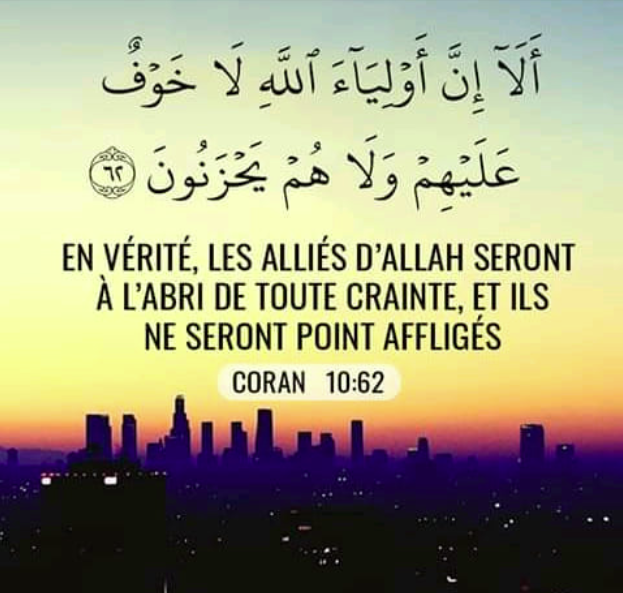 أَلَآ إِنَّ أَوْلِيَآءَ ٱللَّهِ لَا خَوْفٌ
عَلَيْهِمْ وَلَا هُمْ يَحْزَنُونَ ٦٢
EN VÉRITÉ, LES ALLIÉS D’ALLAH SERONT
À L’ABRI DE TOUTE CRAINTE, ET ILS
NE SERONT POINT AFFLIGÉS
CORAN 10:62